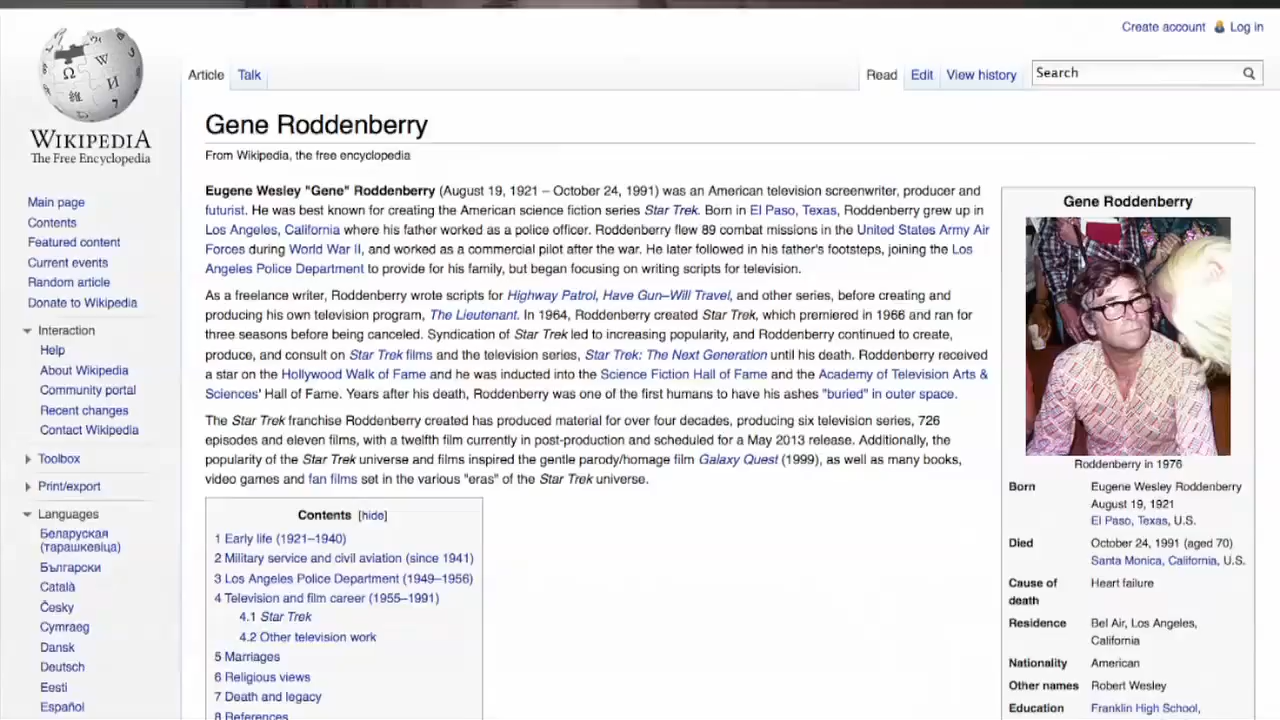 Create account Log in
Article Talk Read Edit View history Search
WIKIPEDIA
The Free Encyclopedia
Main page
Contents
Featured content
Current events
Random article
Donate to Wikipedia
Interaction
Help
About Wikipedia
Community portal
Recent changes
Contact Wikipedia
Toolbox
Print/export
Languages
Беларуская
(тарашкевіца)
Български
Català
Česky
Cymraeg
Dansk
Deutsch
Eesti
Español
Gene Roddenberry
From Wikipedia, the free encyclopedia
Eugene Wesley "Gene" Roddenberry (August 19, 1921 – October 24, 1991) was an American television screenwriter, producer and
futurist. He was best known for creating the American science fiction series Star Trek. Born in El Paso, Texas, Roddenberry grew up in
Los Angeles, California where his father worked as a police officer. Roddenberry flew 89 combat missions in the United States Army Air
Forces during World War II, and worked as a commercial pilot after the war. He later followed in his father's footsteps, joining the Los
Angeles Police Department to provide for his family, but began focusing on writing scripts for television.
As a freelance writer, Roddenberry wrote scripts for Highway Patrol, Have Gun–Will Travel, and other series, before creating and
producing his own television program, The Lieutenant. In 1964, Roddenberry created Star Trek, which premiered in 1966 and ran for
three seasons before being canceled. Syndication of Star Trek led to increasing popularity, and Roddenberry continued to create,
produce, and consult on Star Trek films and the television series, Star Trek: The Next Generation until his death. Roddenberry received
a star on the Hollywood Walk of Fame and he was inducted into the Science Fiction Hall of Fame and the Academy of Television Arts &
Sciences' Hall of Fame. Years after his death, Roddenberry was one of the first humans to have his ashes "buried" in outer space.
The Star Trek franchise Roddenberry created has produced material for over four decades, producing six television series, 726
episodes and eleven films, with a twelfth film currently in post-production and scheduled for a May 2013 release. Additionally, the
popularity of the Star Trek universe and films inspired the gentle parody/homage film Galaxy Quest (1999), as well as many books,
video games and fan films set in the various "eras" of the Star Trek universe.
Contents [hide]
1 Early life (1921–1940)
2 Military service and civil aviation (since 1941)
3 Los Angeles Police Department (1949–1956)
4 Television and film career (1955–1991)
4.1 Star Trek
4.2 Other television work
5 Marriages
6 Religious views
7 Death and legacy
8 References
Gene Roddenberry
Roddenberry in 1976
Born Eugene Wesley Roddenberry
August 19, 1921
El Paso, Texas, U.S.
Died October 24, 1991 (aged 70)
Santa Monica, California, U.S.
Cause of Heart failure
death
Residence Bel Air, Los Angeles,
California
Nationality American
Other names Robert Wesley
Education Franklin High School,